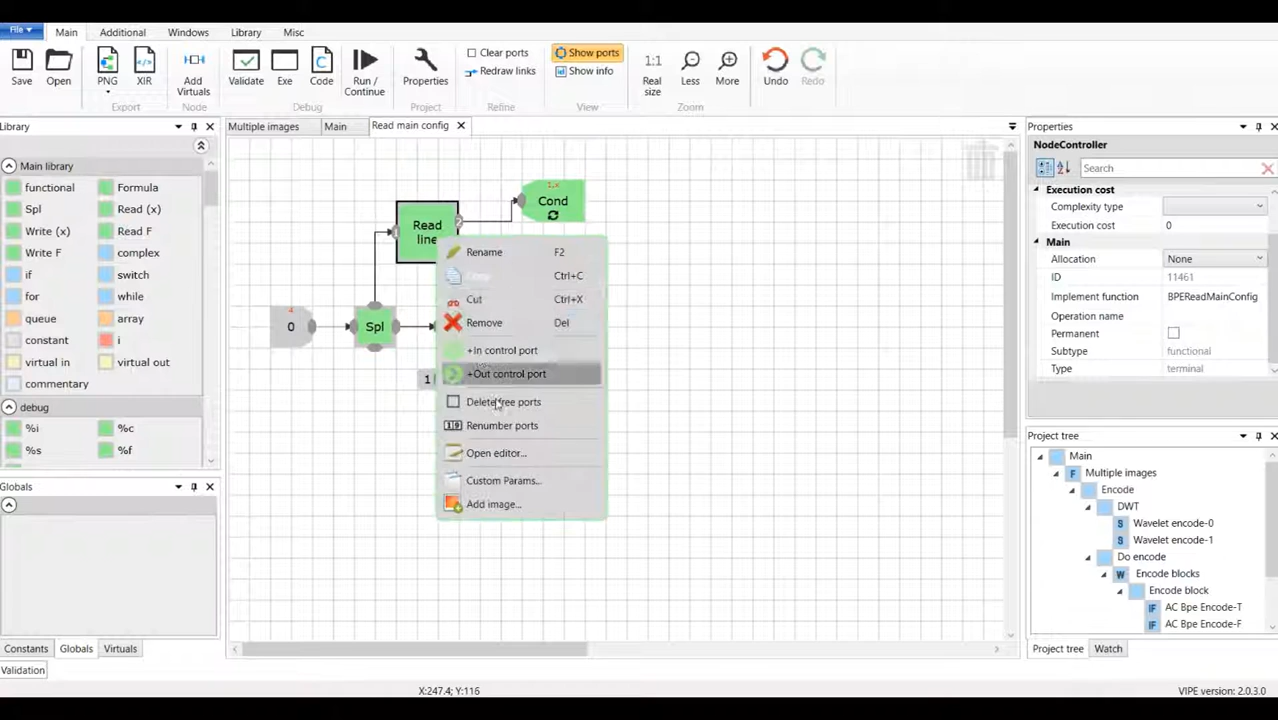 File
Main
Additional
Windows
Library
Misc
Save
Open
PNG
XIR
Export
Add Virtuals
Node
Validate
Exe
Code
Run / Continue
Debug
Properties
Project
Clear ports
Redraw links
Refine
Show ports
Show info
View
1:1
Real size
Less
More
Zoom
Undo
Redo
Library
Main library
functional
Formula
Spl
Read (x)
Write (x)
Read F
Write F
complex
if
switch
for
while
queue
array
constant
i
virtual in
virtual out
commentary
debug
%i
%c
%s
%f
Globals
Constants
Globals
Virtuals
Validation
Multiple images
Main
Read main config
Cond
Read line
2
1
4
0
Spl
1
Rename F2
Ctrl+C
Cut Ctrl+X
Remove Del
+In control port
+Out control port
Delete free ports
Renumber ports
Open editor...
Custom Params...
Add image...
Properties
NodeController
Search
Execution cost
Complexity type
Execution cost 0
Main
Allocation None
ID 11461
Implement function BPEReadMainConfig
Operation name
Permanent
Subtype functional
Type terminal
Project tree
Main
F Multiple images
Encode
DWT
S Wavelet encode-0
S Wavelet encode-1
Do encode
W Encode blocks
Encode block
IF AC Bpe Encode-T
IF AC Bpe Encode-F
Project tree
Watch
X:247.4; Y:116
VIPE version: 2.0.3.0